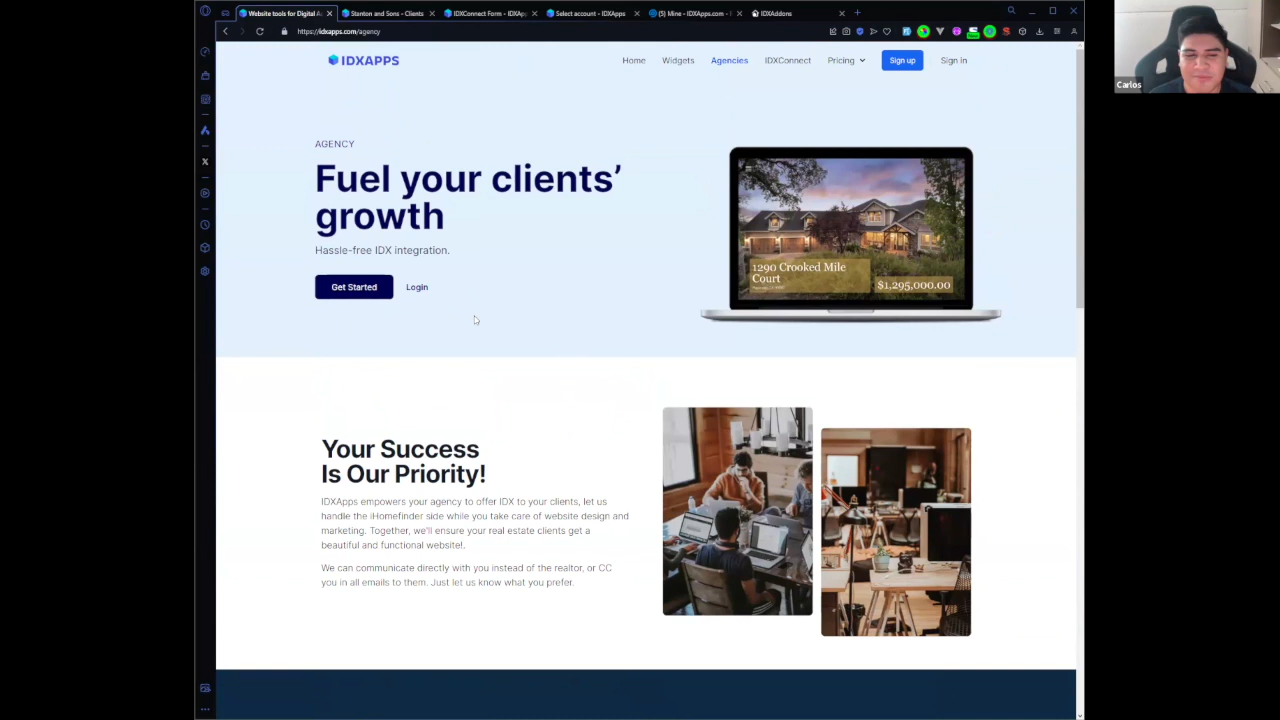 Website tools for Digital A
Stanton and Sons - Clients
IDXConnect Form - IDXAp
Select account - IDXApps
(5) Mine - IDXApps.com -
IDXAddons
https://idxapps.com/agency
Carlos
IDXAPPS
Home
Widgets
Agencies
IDXConnect
Pricing
Sign up
Sign in
AGENCY
Fuel your clients’
growth
Hassle-free IDX integration.
Get Started
Login
1290 Crooked Mile
Court
$1,295,000.00
Your Success
Is Our Priority!
IDXApps empowers your agency to offer IDX to your clients, let us
handle the iHomefinder side while you take care of website design and
marketing. Together, we'll ensure your real estate clients get a
beautiful and functional website!.
We can communicate directly with you instead of the realtor, or CC
you in all emails to them. Just let us know what you prefer.